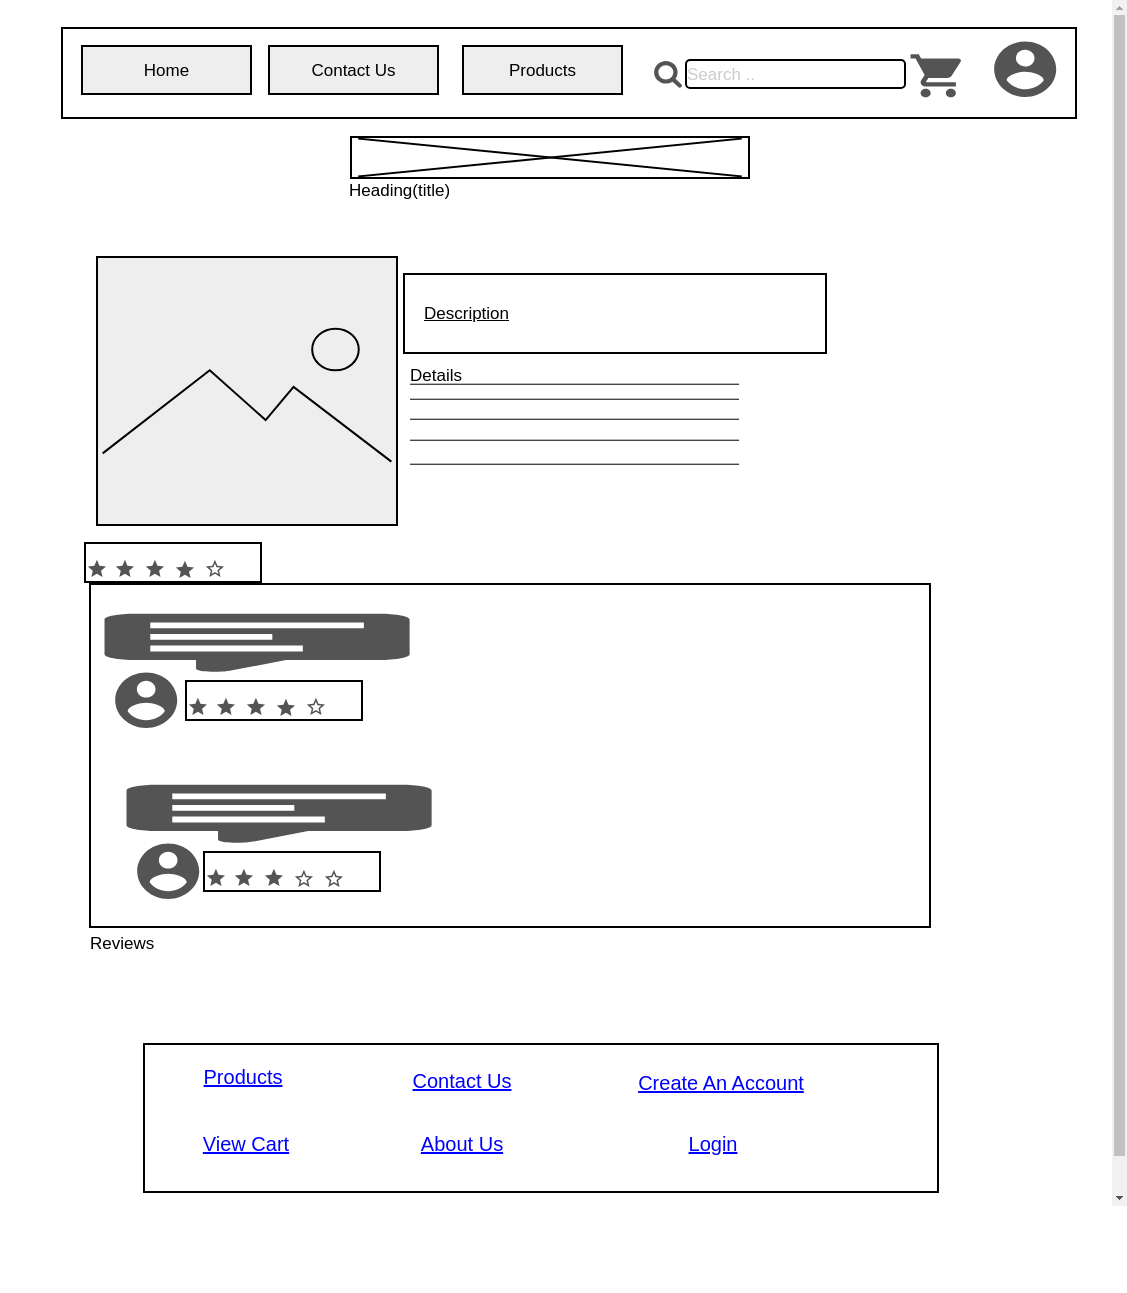 Home
Contact Us
Products
Search ..
Heading(title)
Description
Details
Reviews
Products
Contact Us
Create An Account
View Cart
About Us
Login